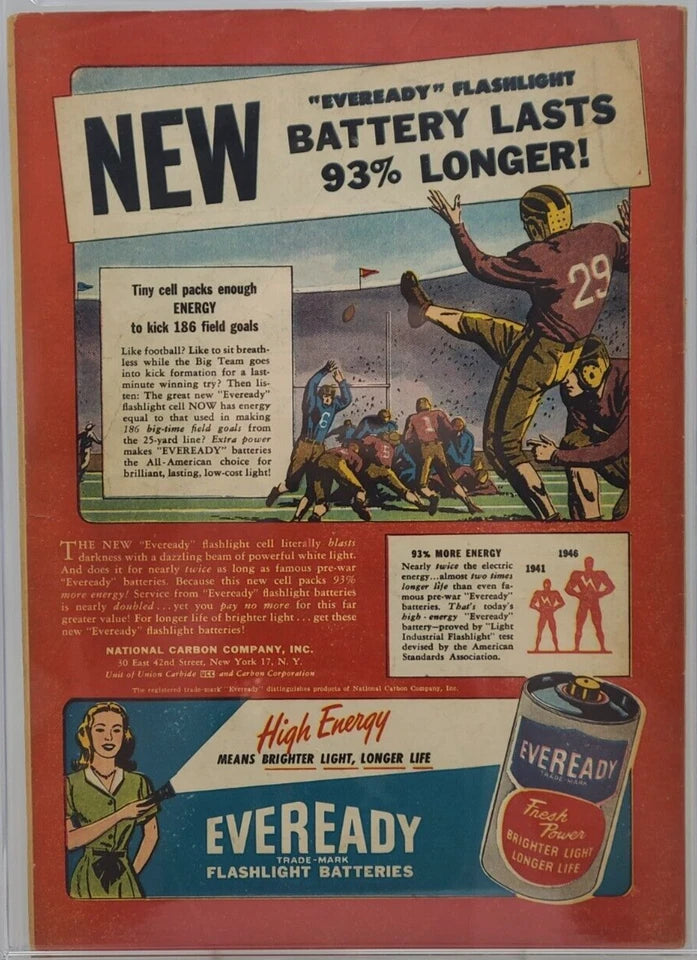 NEW
"EVEREADY" FLASHLIGHT
BATTERY LASTS
93% LONGER!
29
Tiny cell packs enough
ENERGY
to kick 186 field goals
Like football? Like to sit breath-
less while the Big Team goes
into kick formation for a last-
minute winning try? Then lis-
ten: The great new "Eveready"
flashlight cell NOW has energy
equal to that used in making
186 big-time field goals from
the 25-yard line? Extra power
makes "EVEREADY" batteries
the All-American choice for
brilliant, lasting, low-cost light!
1
THE NEW "Eveready" flashlight cell literally blasts
darkness with a dazzling beam of powerful white light.
And does it for nearly twice as long as famous pre-war
"Eveready" batteries. Because this new cell packs 93%
more energy! Service from "Eveready" flashlight batteries
is nearly doubled...yet you pay no more for this far
greater value! For longer life of brighter light...get these
new "Eveready" flashlight batteries!
NATIONAL CARBON COMPANY, INC.
30 East 42nd Street, New York 17, N. Y.
Unit of Union Carbide UCC and Carbon Corporation
The registered trade-mark "Eveready" distinguishes products of National Carbon Company, Inc.
93% MORE ENERGY
Nearly twice the electric
energy...almost two times
longer life than even fa-
mous pre-war "Eveready"
batteries. That's today's
high-energy "Eveready"
battery—proved by "Light
Industrial Flashlight" test
devised by the American
Standards Association.
1941
1946
High Energy
MEANS BRIGHTER LIGHT, LONGER LIFE
EVEREADY
TRADE-MARK
FLASHLIGHT BATTERIES
EVEREADY
TRADE-MARK
Fresh
Power
BRIGHTER LIGHT
LONGER LIFE